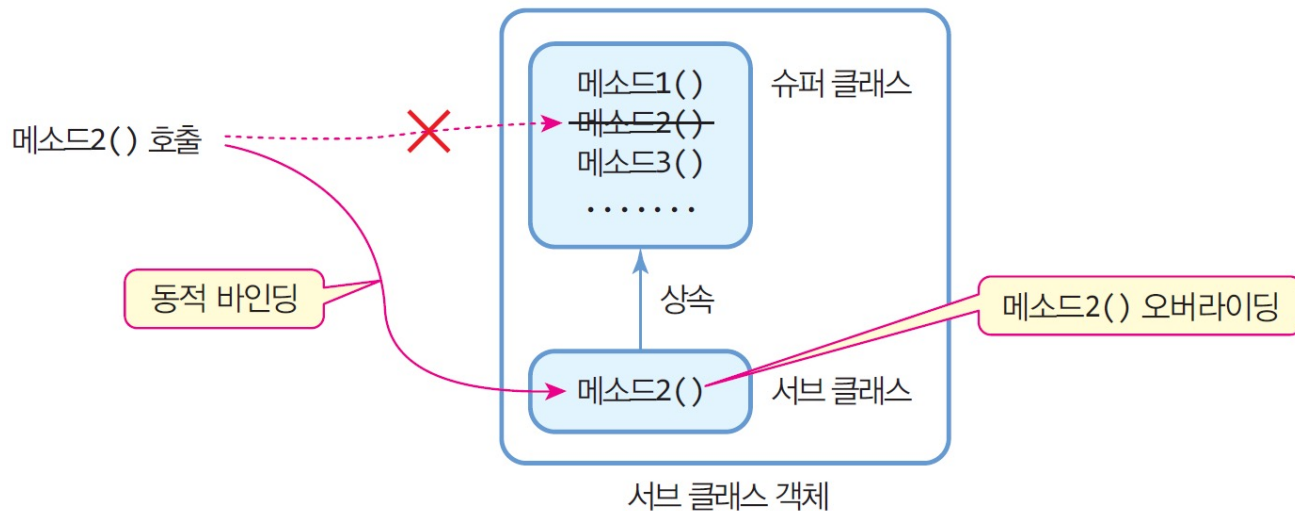 메소드1()
슈퍼 클래스
메소드2() 호출
메소드2()
메소드3()
.......
동적 바인딩
상속
메소드2() 오버라이딩
메소드2()
서브 클래스
서브 클래스 객체